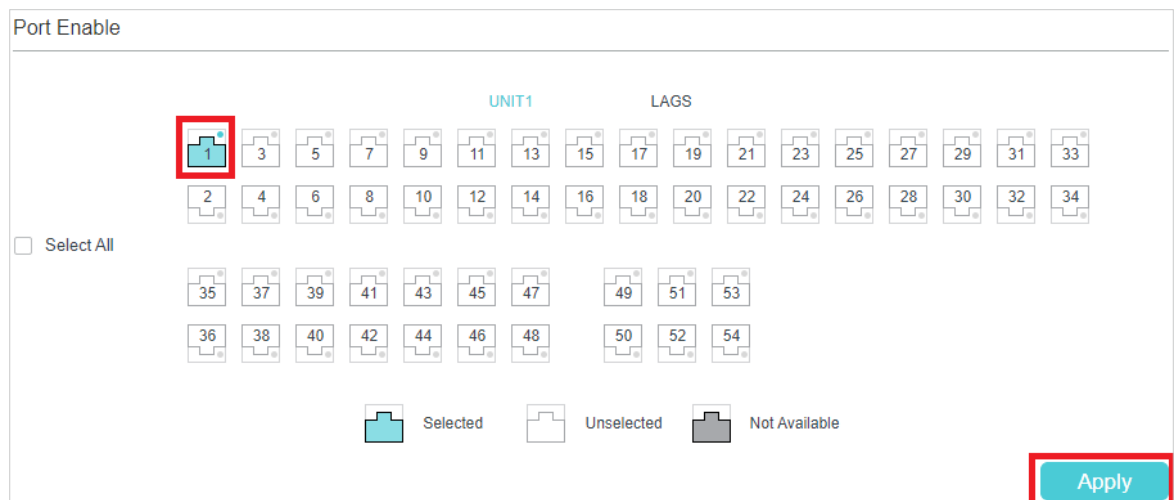 Port Enable
UNIT1 LAGS
1 3 5 7 9 11 13 15 17 19 21 23 25 27 29 31 33
2 4 6 8 10 12 14 16 18 20 22 24 26 28 30 32 34
Select All
35 37 39 41 43 45 47 49 51 53
36 38 40 42 44 46 48 50 52 54
Selected Unselected Not Available
Apply